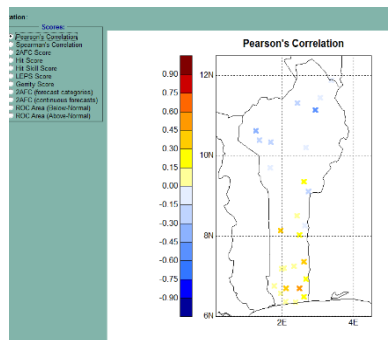 ation
Scores:
Pearson's Correlation
Spearman's Correlation
2AFC Score
Hit Score
Hit Skill Score
LEPS Score
Gerrity Score
2AFC (forecast categories)
2AFC (continuous forecasts)
ROC Area (Below-Normal)
ROC Area (Above-Normal)
Pearson's Correlation
0.90
0.75
0.60
0.45
0.30
0.15
0.00
-0.15
-0.30
-0.45
-0.60
-0.75
-0.90
12N
10N
8N
6N
2E
4E